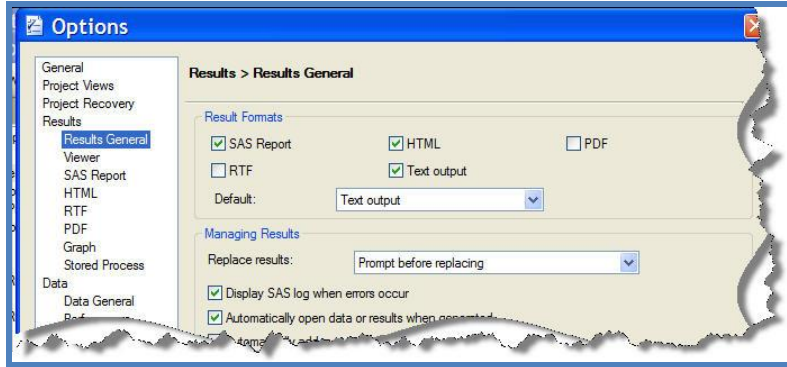 Options
General
Project Views
Project Recovery
Results
Results General
Viewer
SAS Report
HTML
RTF
PDF
Graph
Stored Process
Data
Data General
Results > Results General
Result Formats
SAS Report HTML PDF
RTF Text output
Default: Text output
Managing Results
Replace results: Prompt before replacing
Display SAS log when errors occur
Automatically open data or results when generated